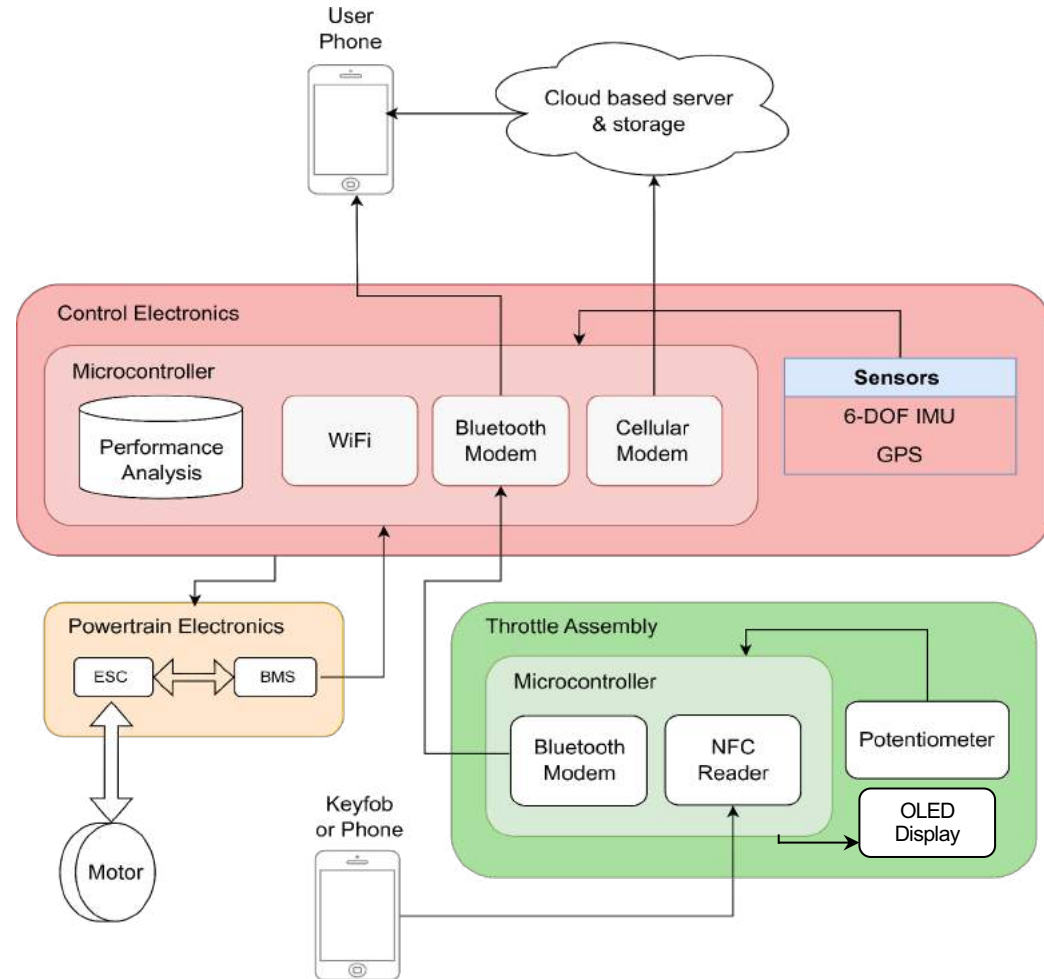 User
Phone
Cloud based server
& storage
Control Electronics
Microcontroller
Performance
Analysis
WiFi
Bluetooth
Modem
Cellular
Modem
Sensors
6-DOF IMU
GPS
Powertrain Electronics
ESC
BMS
Motor
Throttle Assembly
Microcontroller
Bluetooth
Modem
NFC
Reader
Potentiometer
OLED
Display
Keyfob
or Phone